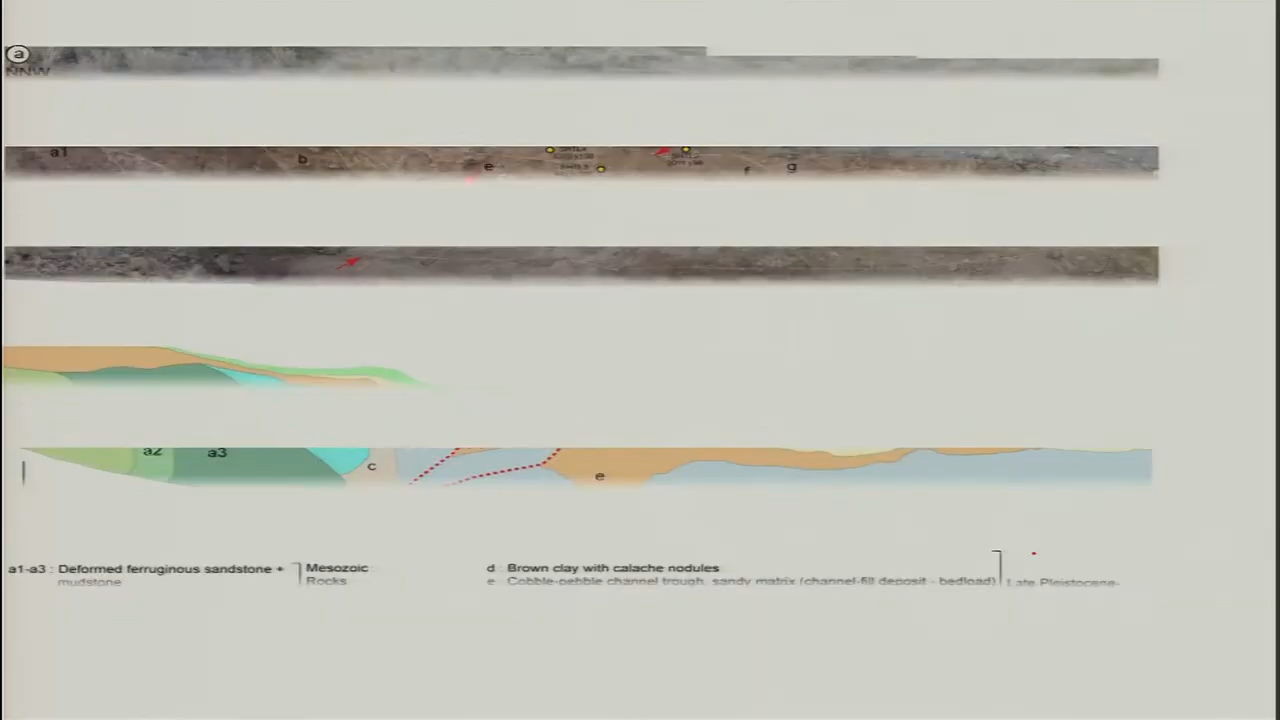 a
NNW
a1
b
e
f
g
a2
a3
c
e
a1-a3 : Deformed ferruginous sandstone +
mudstone
Mesozoic
Rocks
d Brown clay with calache nodules
e Cobble-pebble channel trough, sandy matrix (channel-fill deposit - bedload)
Late Pleistocene-